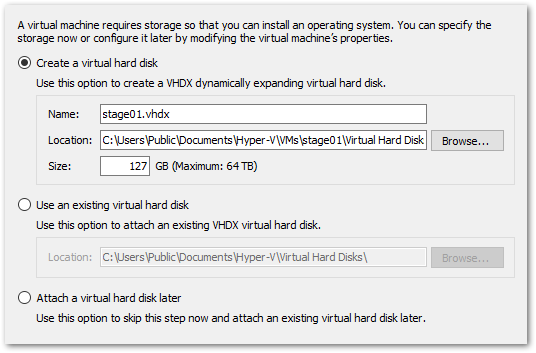 A virtual machine requires storage so that you can install an operating system. You can specify the
storage now or configure it later by modifying the virtual machine's properties.
Create a virtual hard disk
Use this option to create a VHDX dynamically expanding virtual hard disk.
Name: stage01.vhdx
Location: C:\Users\Public\Documents\Hyper-V\VMs\stage01\Virtual Hard Disk Browse...
Size: 127 GB (Maximum: 64 TB)
Use an existing virtual hard disk
Use this option to attach an existing VHDX virtual hard disk.
Location: C:\Users\Public\Documents\Hyper-V\Virtual Hard Disks\ Browse...
Attach a virtual hard disk later
Use this option to skip this step now and attach an existing virtual hard disk later.